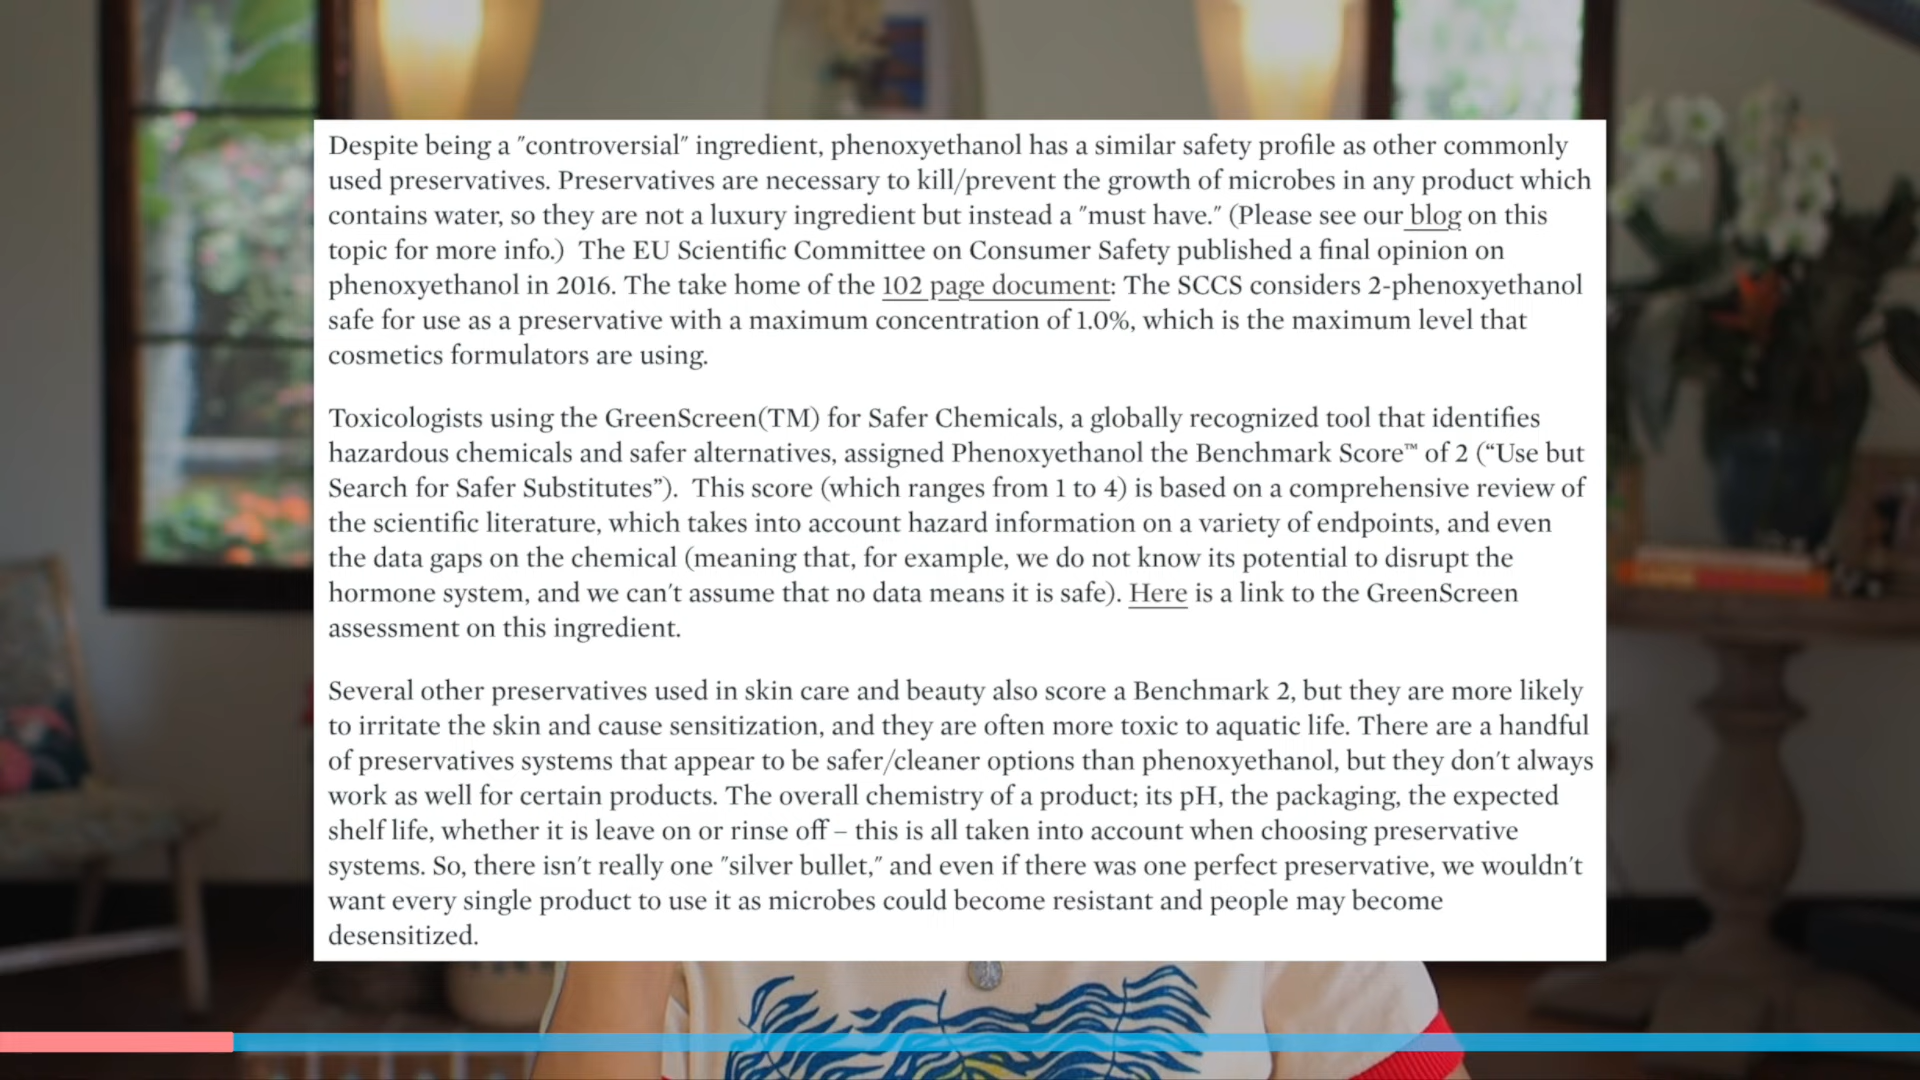 Despite being a "controversial" ingredient, phenoxyethanol has a similar safety profile as other commonly
used preservatives. Preservatives are necessary to kill/prevent the growth of microbes in any product which
contains water, so they are not a luxury ingredient but instead a "must have." (Please see our blog on this
topic for more info.)  The EU Scientific Committee on Consumer Safety published a final opinion on
phenoxyethanol in 2016. The take home of the 102 page document: The SCCS considers 2-phenoxyethanol
safe for use as a preservative with a maximum concentration of 1.0%, which is the maximum level that
cosmetics formulators are using.
Toxicologists using the GreenScreen(TM) for Safer Chemicals, a globally recognized tool that identifies
hazardous chemicals and safer alternatives, assigned Phenoxyethanol the Benchmark Score™ of 2 (“Use but
Search for Safer Substitutes”).  This score (which ranges from 1 to 4) is based on a comprehensive review of
the scientific literature, which takes into account hazard information on a variety of endpoints, and even
the data gaps on the chemical (meaning that, for example, we do not know its potential to disrupt the
hormone system, and we can't assume that no data means it is safe). Here is a link to the GreenScreen
assessment on this ingredient.
Several other preservatives used in skin care and beauty also score a Benchmark 2, but they are more likely
to irritate the skin and cause sensitization, and they are often more toxic to aquatic life. There are a handful
of preservatives systems that appear to be safer/cleaner options than phenoxyethanol, but they don't always
work as well for certain products. The overall chemistry of a product; its pH, the packaging, the expected
shelf life, whether it is leave on or rinse off – this is all taken into account when choosing preservative
systems. So, there isn't really one "silver bullet," and even if there was one perfect preservative, we wouldn't
want every single product to use it as microbes could become resistant and people may become
desensitized.